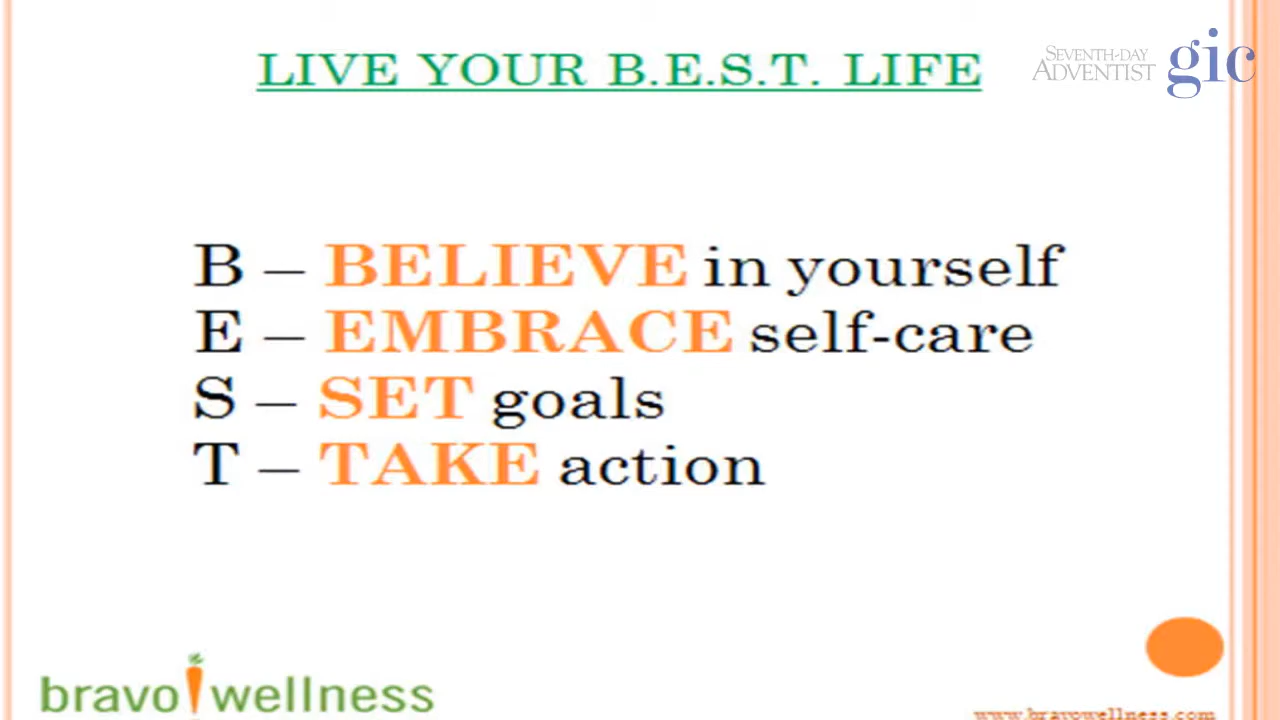 LIVE YOUR B.E.S.T. LIFE
SEVENTH-DAY
ADVENTIST gic
B – BELIEVE in yourself
E – EMBRACE self-care
S – SET goals
T – TAKE action
bravo wellness
www.bravowellness.com